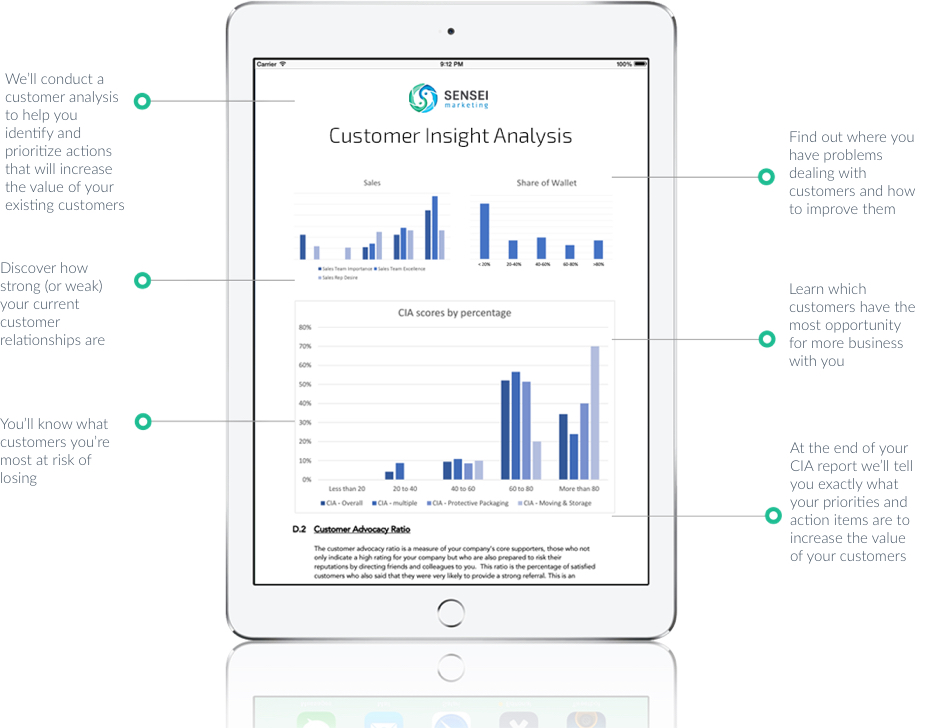 We'll conduct a
customer analysis
to help you
identify and
prioritize actions
that will increase
the value of your
existing customers
Discover how
strong (or weak)
your current
customer
relationships are
You'll know what
customers you're
most at risk of
losing
Carrier
9:12 PM
100%
SENSEI
marketing
Customer Insight Analysis
Sales
Sales Team Importance
Sales Team Excellence
Sales Rep Desire
Share of Wallet
< 20%
20-40%
40-60%
60-80%
>80%
CIA scores by percentage
80%
70%
60%
50%
40%
30%
20%
10%
0%
Less than 20
20 to 40
40 to 60
60 to 80
More than 80
CIA - Overall
CIA - multiple
CIA - Protective Packaging
CIA - Moving & Storage
D.2 Customer Advocacy Ratio
The customer advocacy ratio is a measure of your company's core supporters, those who not
only indicate a high rating for your company but who are also prepared to risk their
reputations by directing friends and colleagues to you. This ratio is the percentage of satisfied
customers who also said that they were very likely to provide a strong referral. This is an
Find out where you
have problems
dealing with
customers and how
to improve them
Learn which
customers have the
most opportunity
for more business
with you
At the end of your
CIA report we'll tell
you exactly what
your priorities and
action items are to
increase the value
of your customers